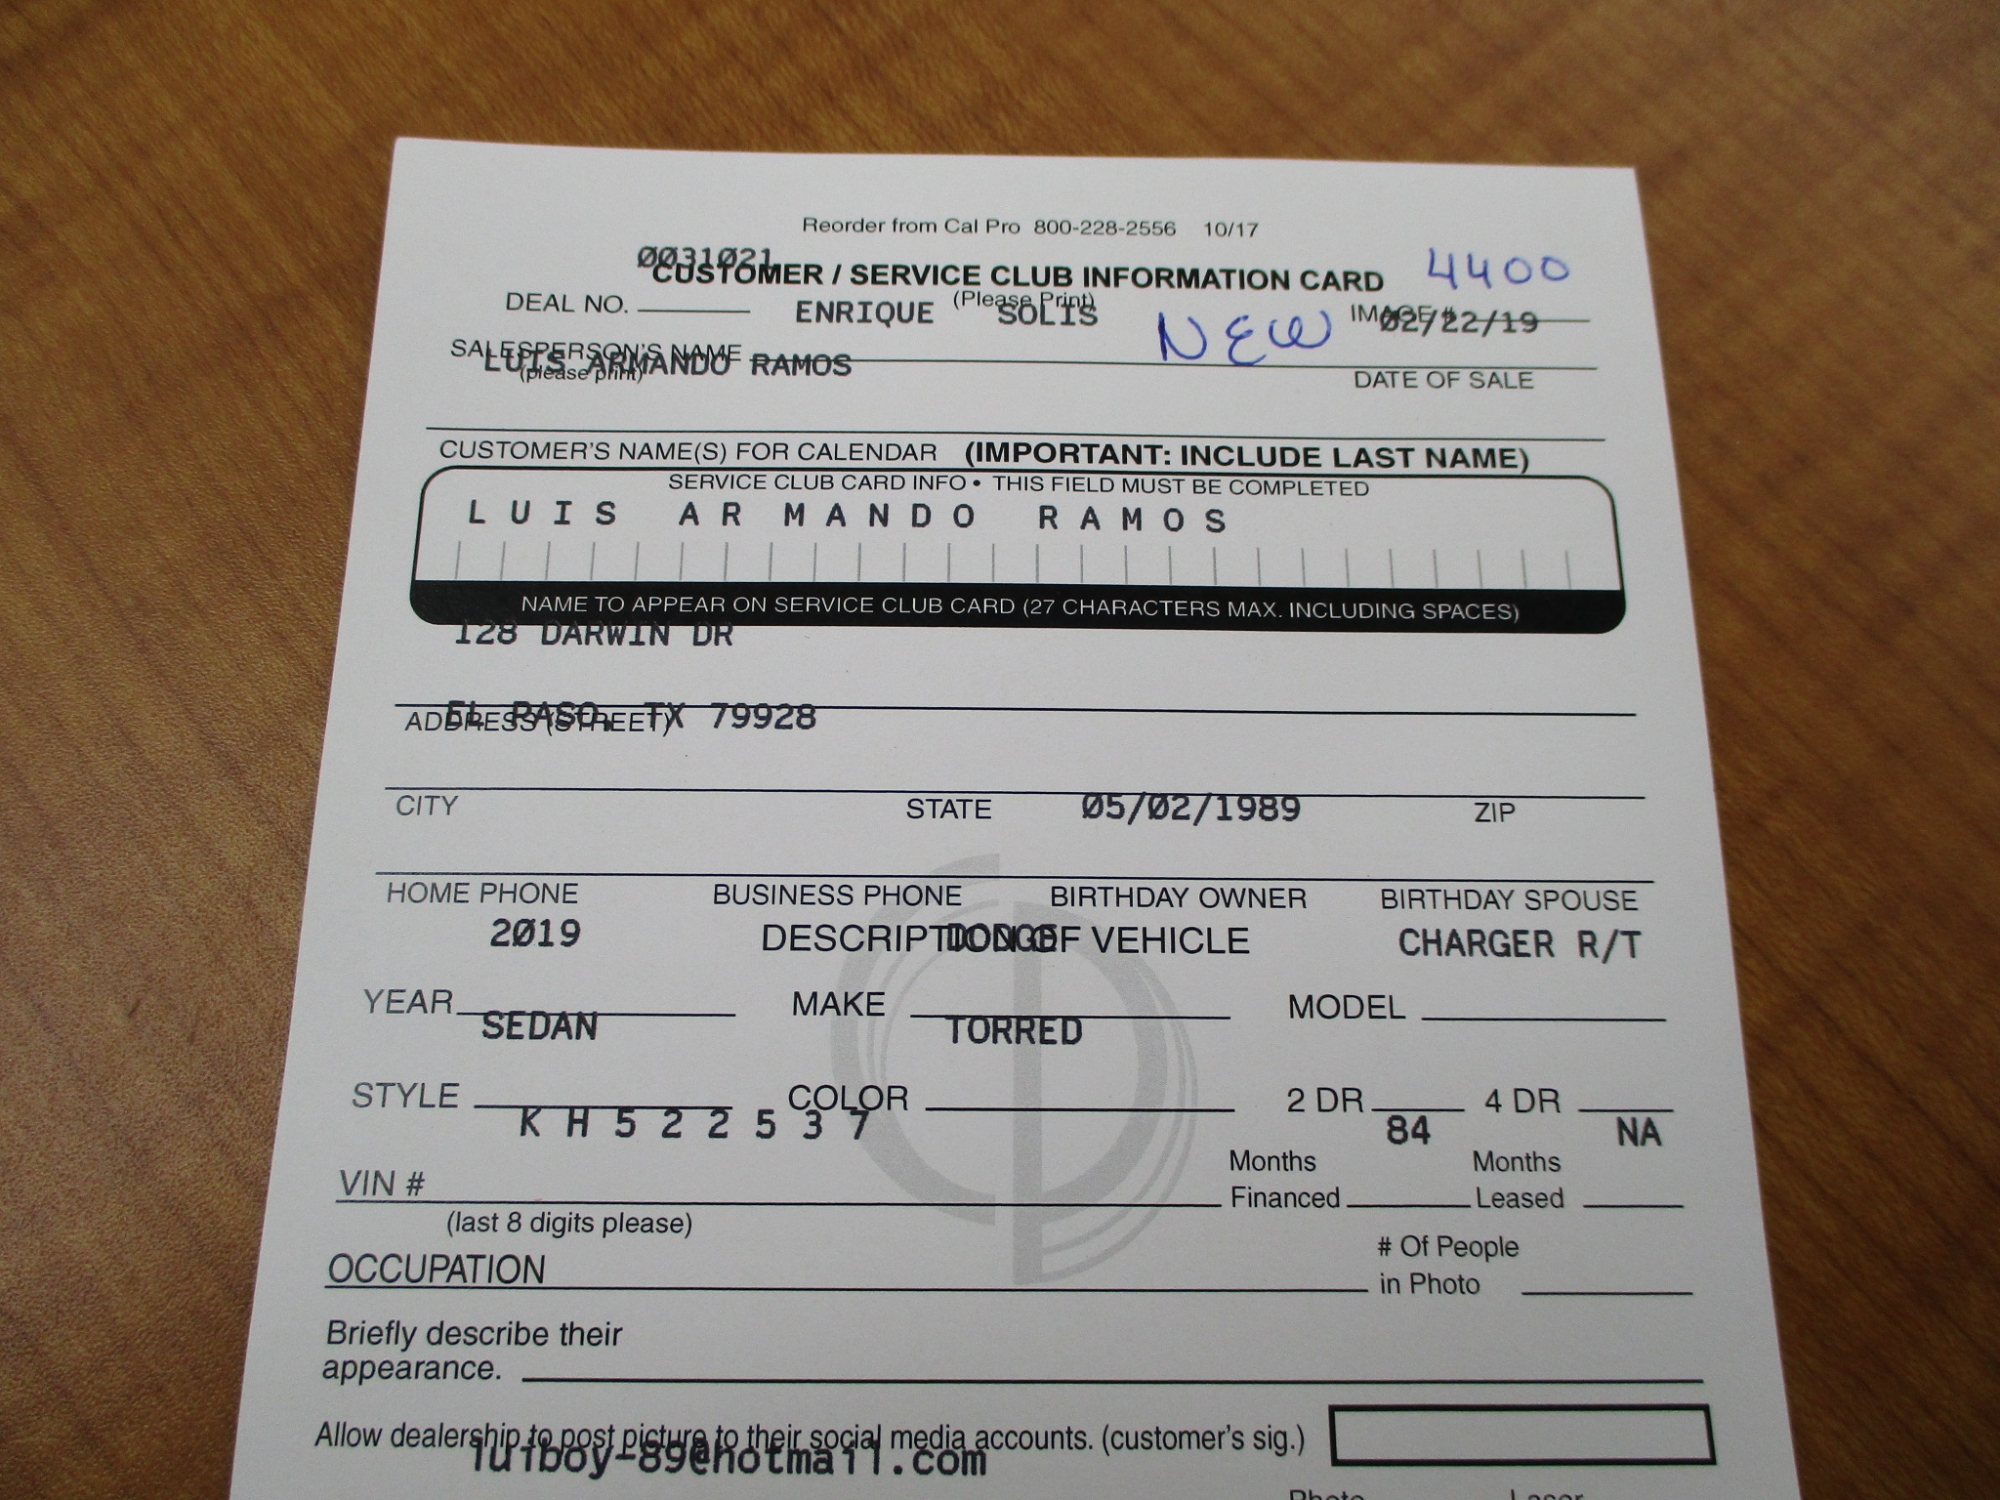 Reorder from Cal Pro 800-228-2556 10/17
0031021
CUSTOMER / SERVICE CLUB INFORMATION CARD 4400
(Please Print)
DEAL NO. ENRIQUE SOLIS NEW IMAGE # 02/22/19
SALESPERSON'S NAME
LUIS ARMANDO RAMOS
(please print) DATE OF SALE
CUSTOMER'S NAME(S) FOR CALENDAR (IMPORTANT: INCLUDE LAST NAME)
SERVICE CLUB CARD INFO • THIS FIELD MUST BE COMPLETED
LUIS AR MANDO RAMOS
NAME TO APPEAR ON SERVICE CLUB CARD (27 CHARACTERS MAX. INCLUDING SPACES)
128 DARWIN DR
EL PASO, TX 79928
ADDRESS (STREET)
CITY STATE 05/02/1989 ZIP
HOME PHONE BUSINESS PHONE BIRTHDAY OWNER BIRTHDAY SPOUSE
2019 DESCRIPTION OF VEHICLE DODGE CHARGER R/T
YEAR MAKE MODEL
SEDAN TORRED
STYLE COLOR 2 DR 4 DR
KH522537 84 NA
VIN # Months Financed Months Leased
(last 8 digits please)
OCCUPATION # Of People in Photo
Briefly describe their
appearance.
Allow dealership to post picture to their social media accounts. (customer's sig.)
luiboy-89@hotmail.com